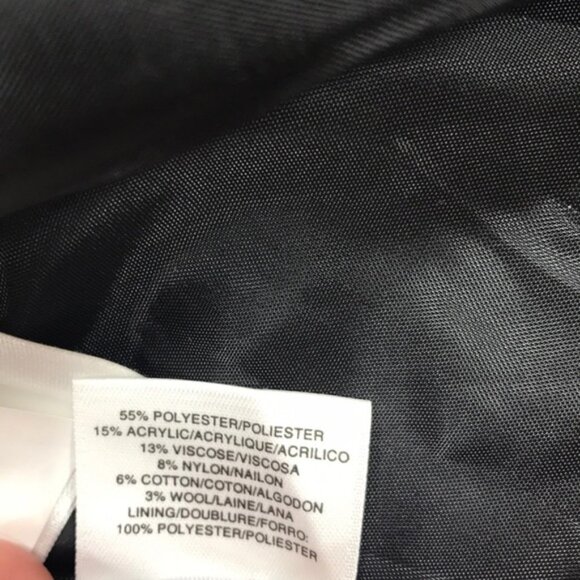 55% POLYESTER/POLIESTER
15% ACRYLIC/ACRYLIQUE/ACRILICO
13% VISCOSE/VISCOSA
8% NYLON/NAILON
6% COTTON/COTON/ALGODON
3% WOOL/LAINE/LANA
LINING/DOUBLURE/FORRO:
100% POLYESTER/POLIESTER